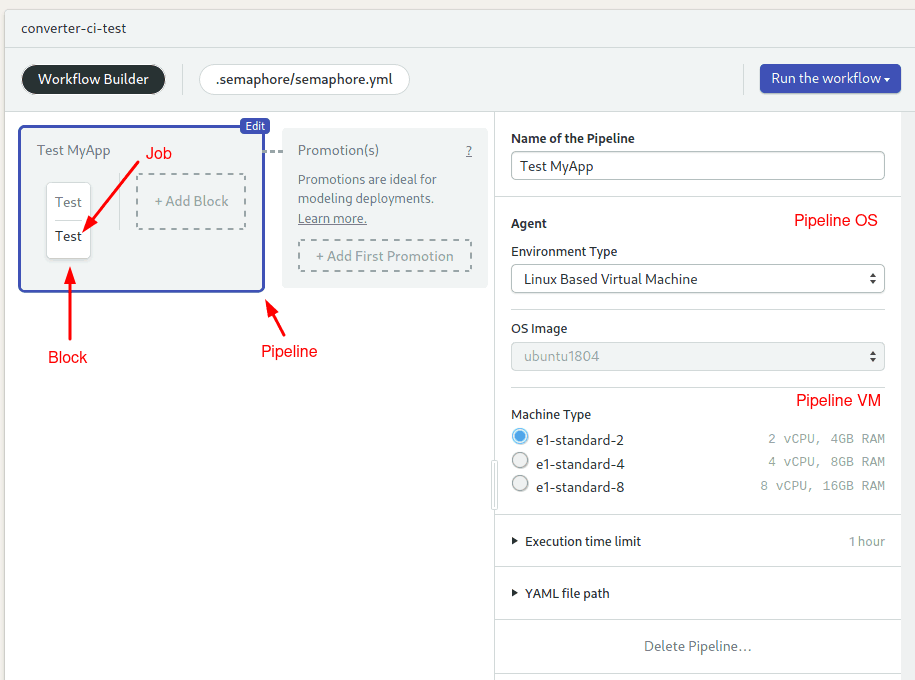 converter-ci-test
Workflow Builder
.semaphore/semaphore.yml
Run the workflow
Edit
Test MyApp
Job
Test
Test
+ Add Block
Block
Pipeline
Promotion(s)
?
Promotions are ideal for
modeling deployments.
Learn more.
+ Add First Promotion
Name of the Pipeline
Test MyApp
Agent
Pipeline OS
Environment Type
Linux Based Virtual Machine
OS Image
ubuntu1804
Pipeline VM
Machine Type
e1-standard-2 2 vCPU, 4GB RAM
e1-standard-4 4 vCPU, 8GB RAM
e1-standard-8 8 vCPU, 16GB RAM
Execution time limit 1 hour
YAML file path
Delete Pipeline...